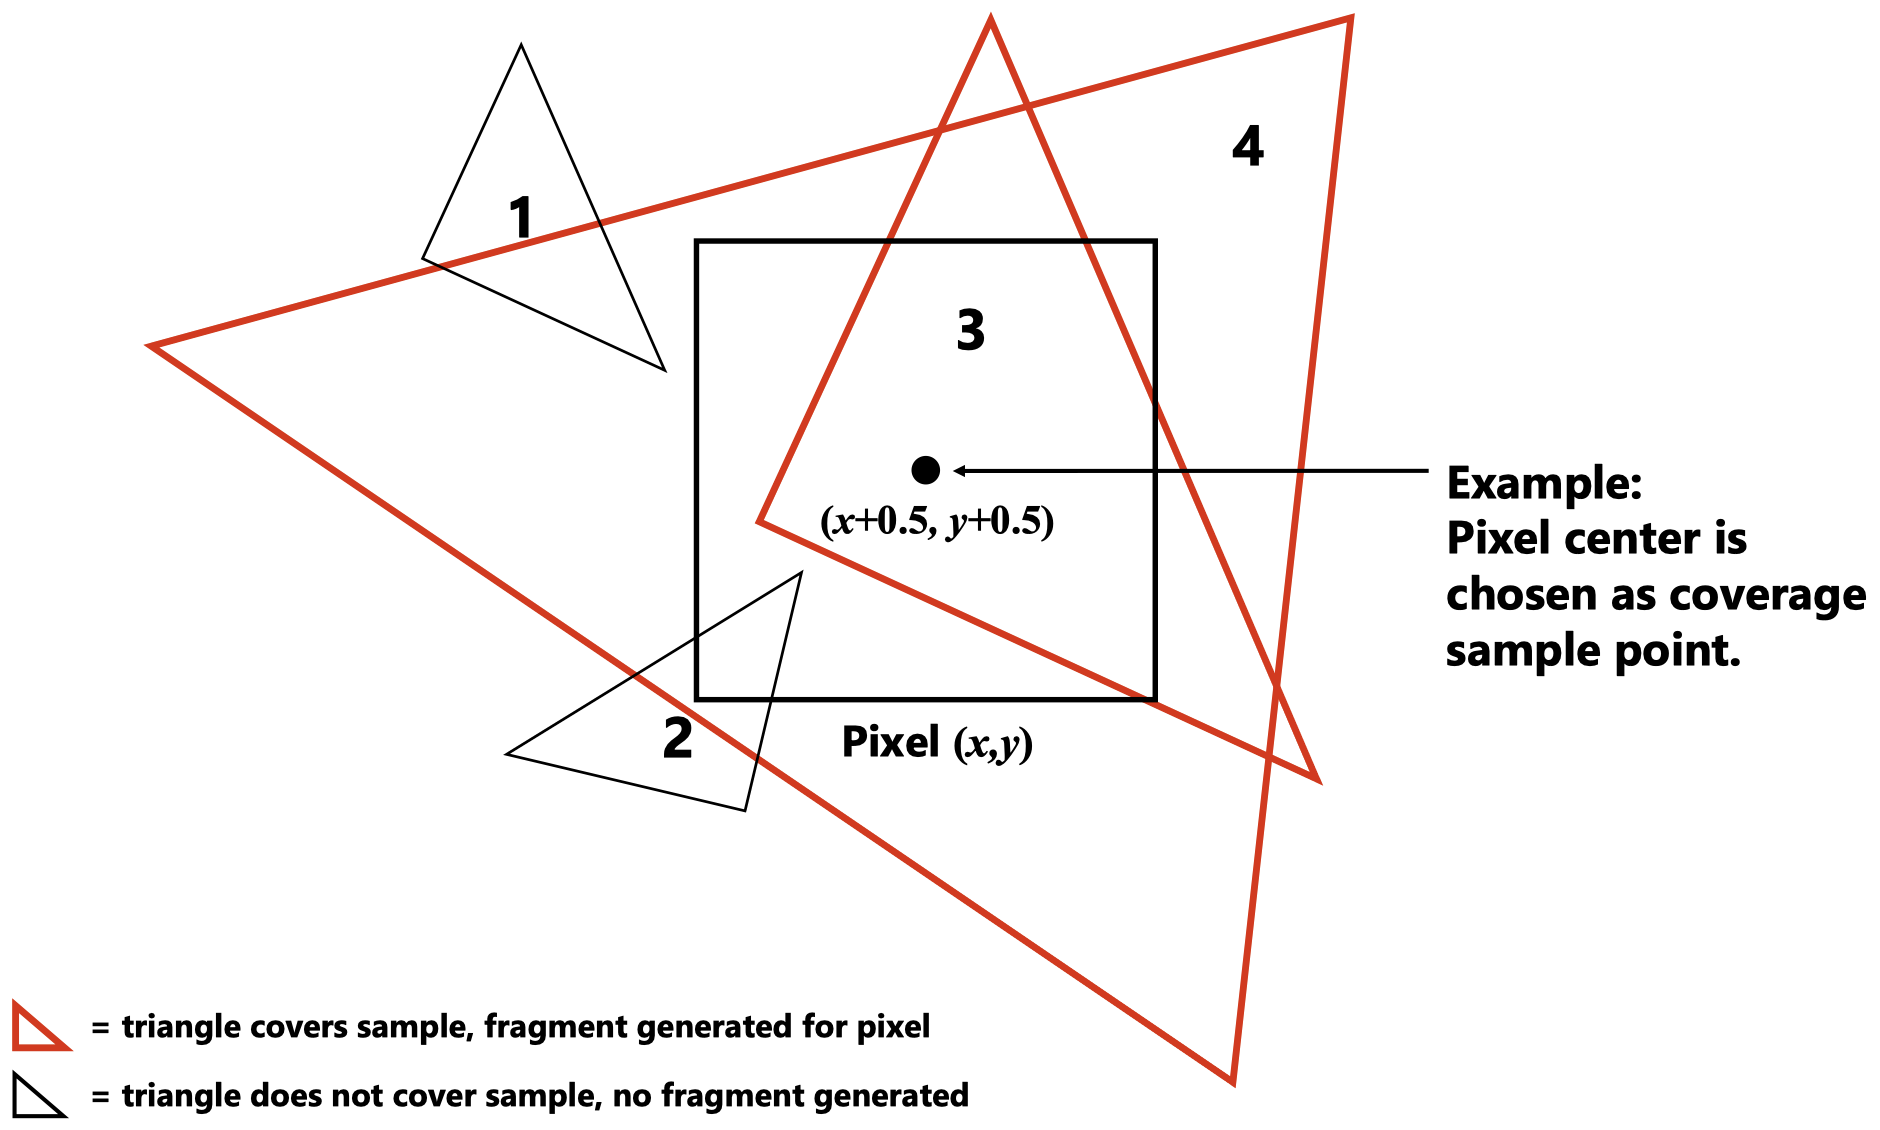 1
4
3
(x+0.5, y+0.5)
Example:
Pixel center is
chosen as coverage
sample point.
2
Pixel (x,y)
= triangle covers sample, fragment generated for pixel
= triangle does not cover sample, no fragment generated